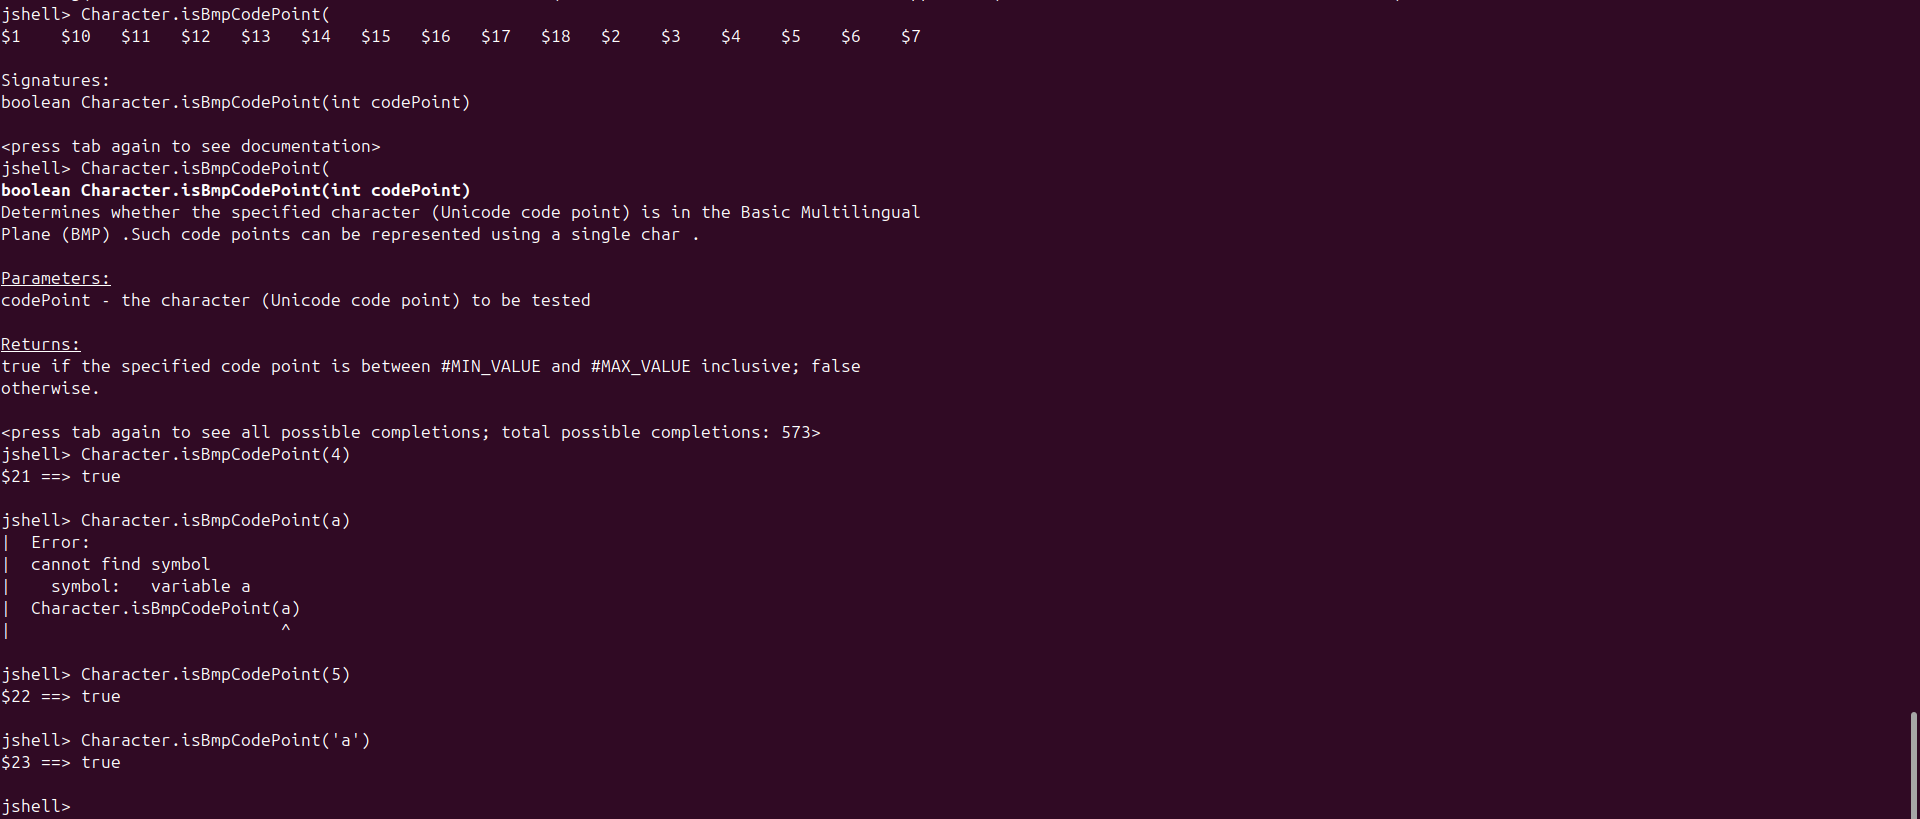 jshell> Character.isBmpCodePoint(
$1    $10   $11   $12   $13   $14   $15   $16   $17   $18   $2    $3    $4    $5    $6    $7
Signatures:
boolean Character.isBmpCodePoint(int codePoint)
<press tab again to see documentation>
jshell> Character.isBmpCodePoint(
boolean Character.isBmpCodePoint(int codePoint)
Determines whether the specified character (Unicode code point) is in the Basic Multilingual
Plane (BMP) .Such code points can be represented using a single char .
Parameters:
codePoint - the character (Unicode code point) to be tested
Returns:
true if the specified code point is between #MIN_VALUE and #MAX_VALUE inclusive; false
otherwise.
<press tab again to see all possible completions; total possible completions: 573>
jshell> Character.isBmpCodePoint(4)
$21 ==> true
jshell> Character.isBmpCodePoint(a)
|  Error:
|  cannot find symbol
|    symbol:   variable a
|  Character.isBmpCodePoint(a)
|                           ^
jshell> Character.isBmpCodePoint(5)
$22 ==> true
jshell> Character.isBmpCodePoint('a')
$23 ==> true
jshell>